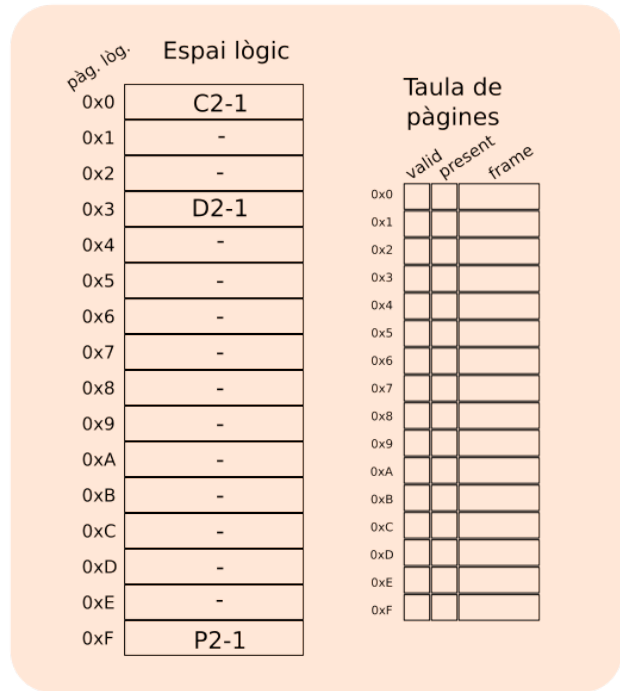 pàg. lòg.
Espai lògic
0x0 C2-1
0x1 -
0x2 -
0x3 D2-1
0x4 -
0x5 -
0x6 -
0x7 -
0x8 -
0x9 -
0xA -
0xB -
0xC -
0xD -
0xE -
0xF P2-1
Taula de
pàgines
valid present frame
0x0
0x1
0x2
0x3
0x4
0x5
0x6
0x7
0x8
0x9
0xA
0xB
0xC
0xD
0xE
0xF